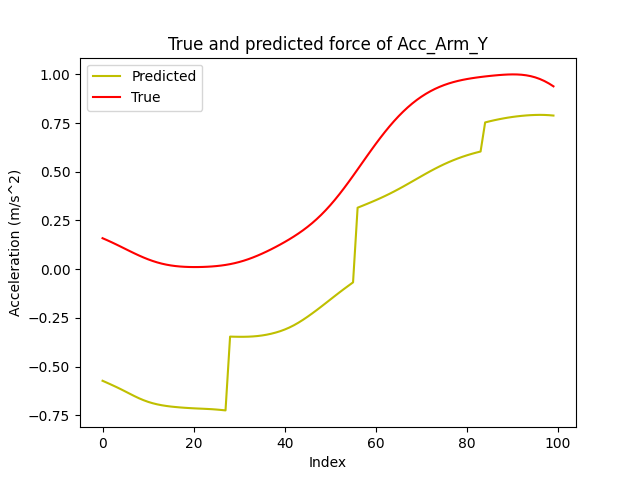 True and predicted force of Acc_Arm_Y
Predicted
True
1.00
0.75
0.50
0.25
0.00
−0.25
−0.50
−0.75
Acceleration (m/s^2)
0 20 40 60 80 100
Index